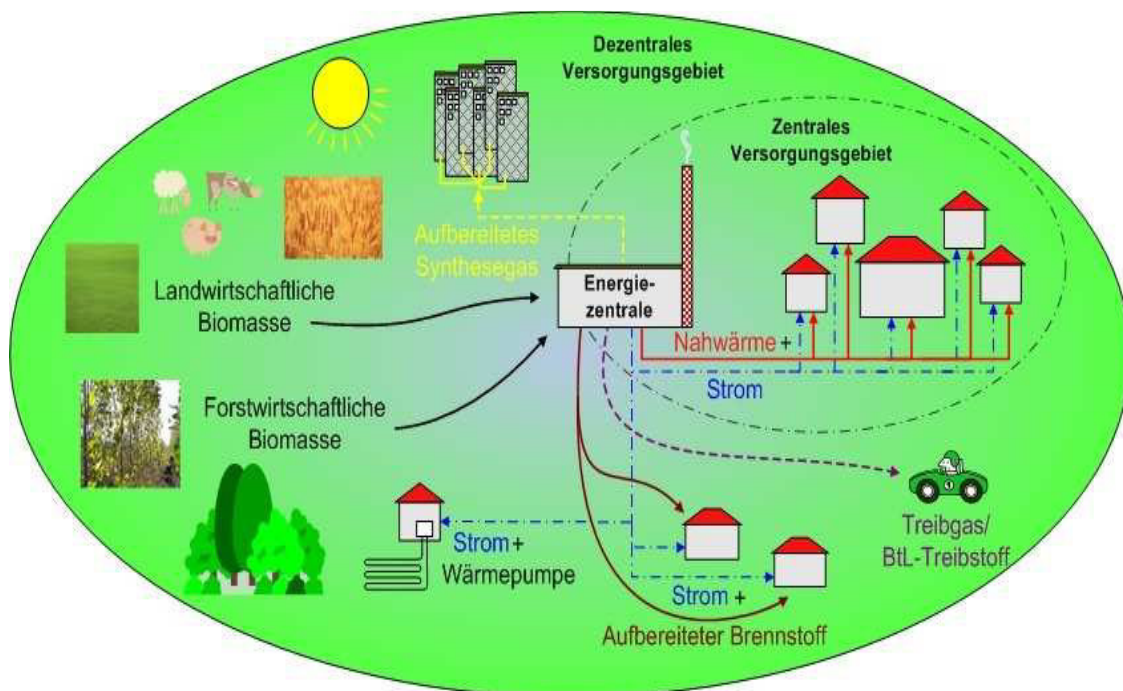 Dezentrales
Versorgungsgebiet
Zentrales
Versorgungsgebiet
Aufbereitetes
Synthesegas
Energie-
zentrale
Landwirtschaftliche
Biomasse
Nahwärme +
Strom
Forstwirtschaftliche
Biomasse
1
Treibgas/
BtL-Treibstoff
Strom +
Wärmepumpe
Strom +
Aufbereiteter Brennstoff